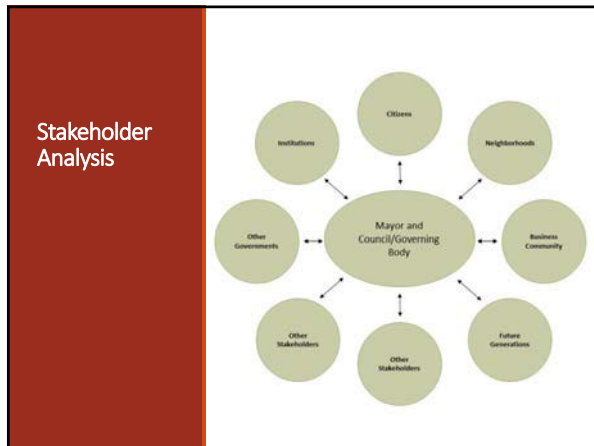 Stakeholder
Analysis
Citizens
Institutions
Neighborhoods
Mayor and
Council/Governing
Body
Other
Governments
Business
Community
Other
Stakeholders
Other
Stakeholders
Future
Generations